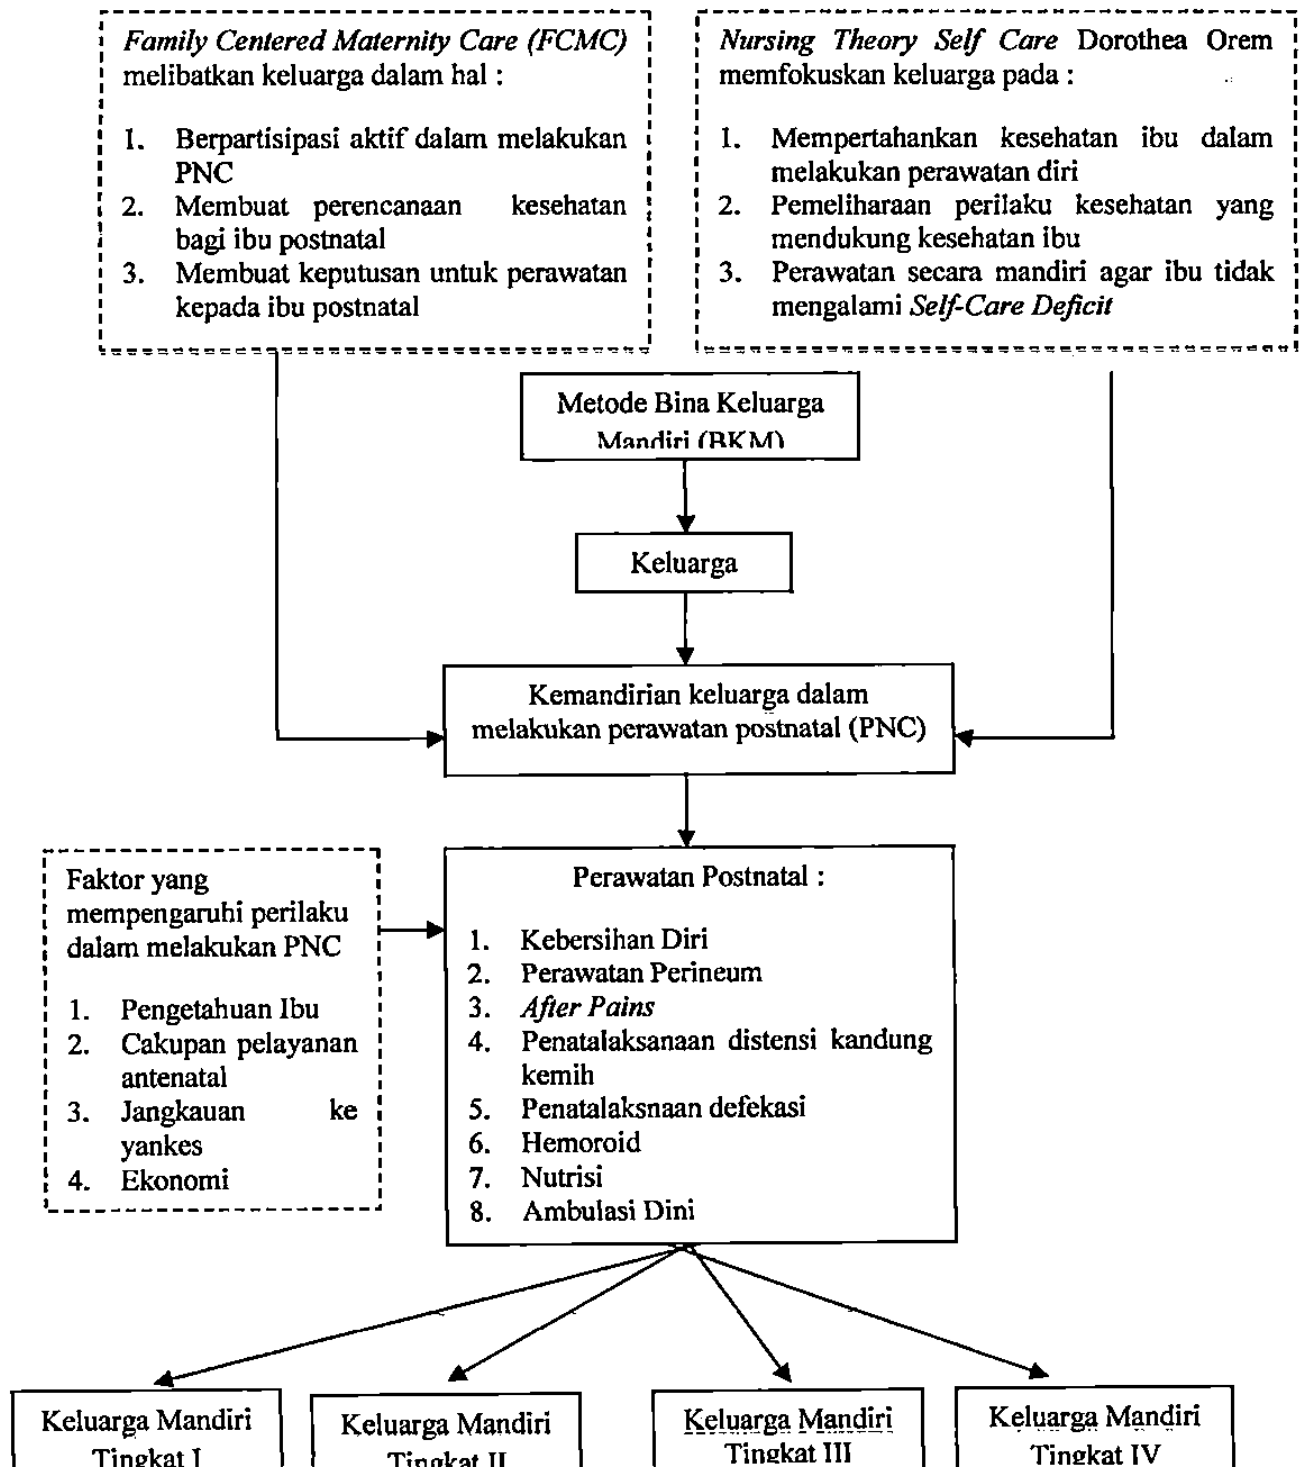 Family Centered Maternity Care (FCMC)
melibatkan keluarga dalam hal :
1. Berpartisipasi aktif dalam melakukan
PNC
2. Membuat perencanaan kesehatan
bagi ibu postnatal
3. Membuat keputusan untuk perawatan
kepada ibu postnatal
Nursing Theory Self Care Dorothea Orem
memfokuskan keluarga pada :
1. Mempertahankan kesehatan ibu dalam
melakukan perawatan diri
2. Pemeliharaan perilaku kesehatan yang
mendukung kesehatan ibu
3. Perawatan secara mandiri agar ibu tidak
mengalami Self-Care Deficit
Metode Bina Keluarga
Mandiri (BKM)
Keluarga
Kemandirian keluarga dalam
melakukan perawatan postnatal (PNC)
Faktor yang
mempengaruhi perilaku
dalam melakukan PNC
1. Pengetahuan Ibu
2. Cakupan pelayanan
antenatal
3. Jangkauan ke
yankes
4. Ekonomi
Perawatan Postnatal :
1. Kebersihan Diri
2. Perawatan Perineum
3. After Pains
4. Penatalaksanaan distensi kandung
kemih
5. Penatalaksnaan defekasi
6. Hemoroid
7. Nutrisi
8. Ambulasi Dini
Keluarga Mandiri
Tingkat I
Keluarga Mandiri
Tingkat II
Keluarga Mandiri
Tingkat III
Keluarga Mandiri
Tingkat IV